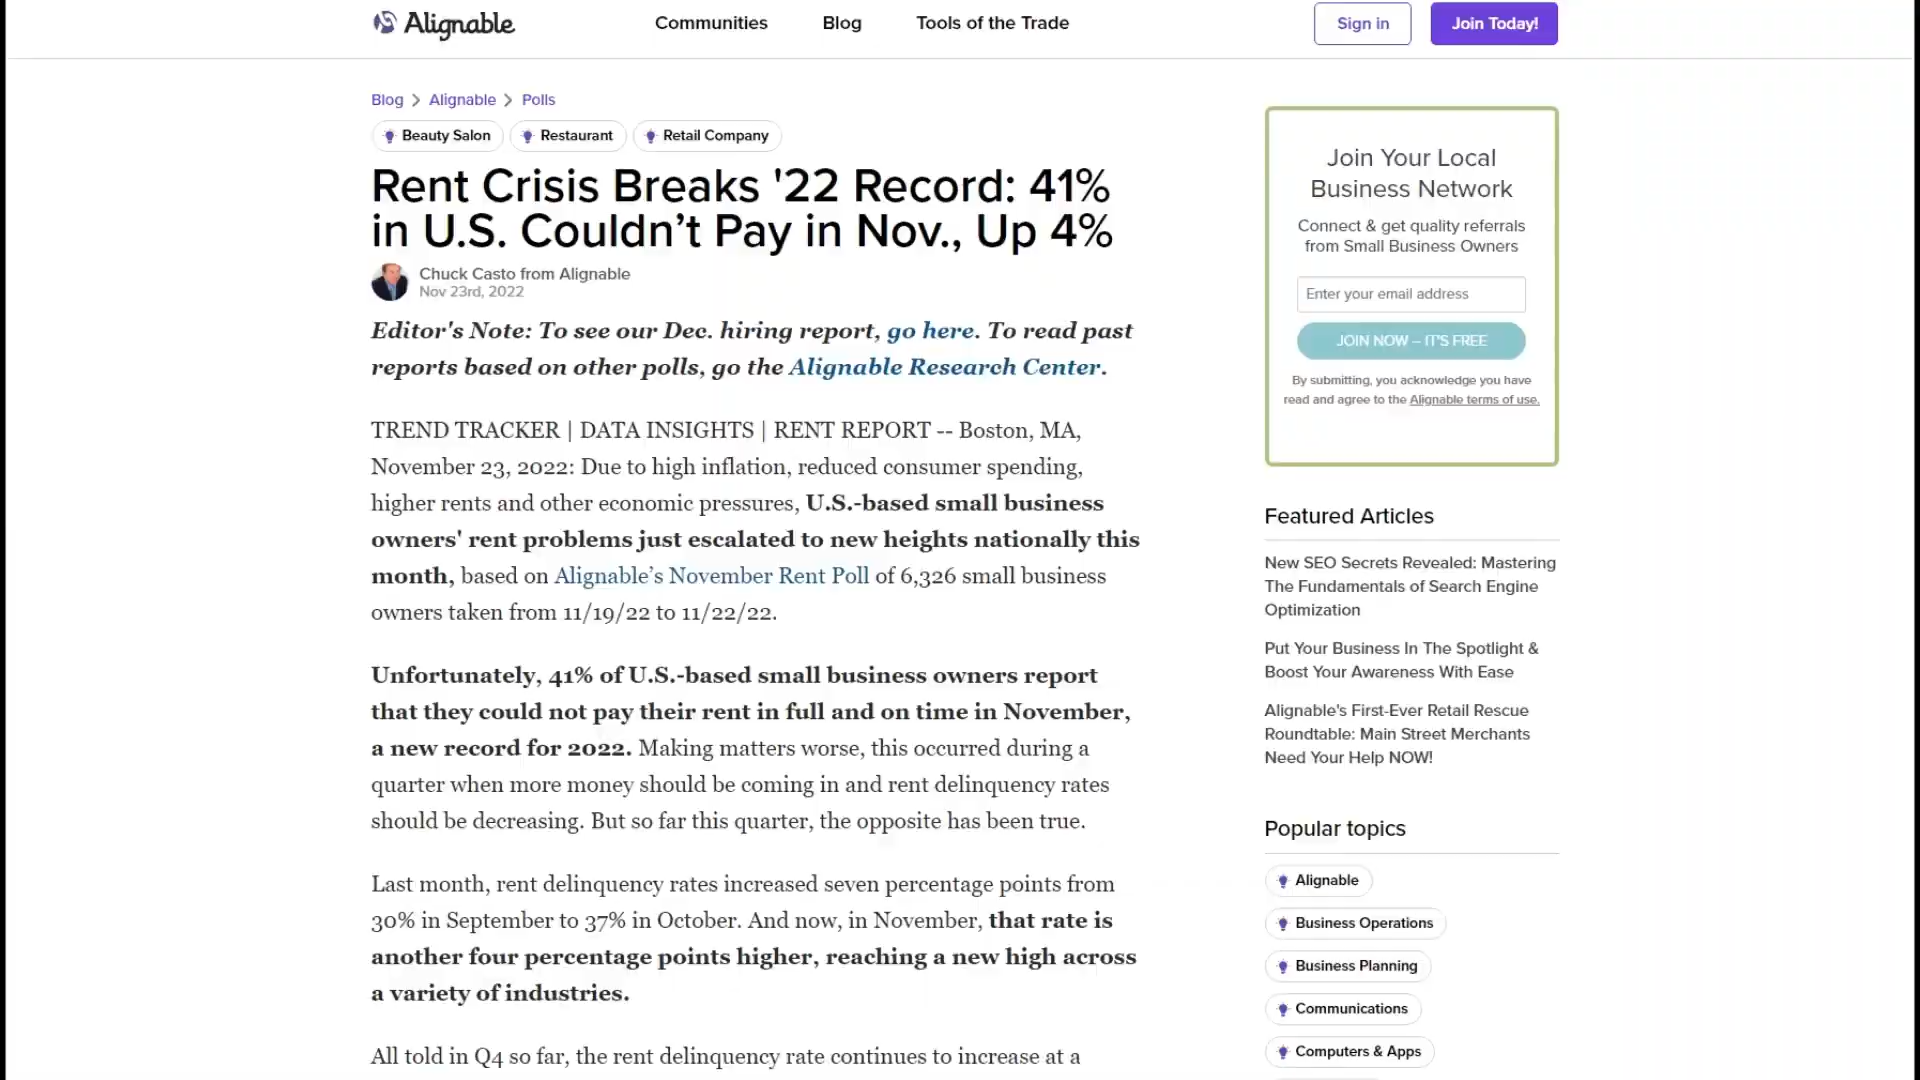 Alignable
Communities
Blog
Tools of the Trade
Sign in
Join Today!
Blog > Alignable > Polls
Beauty Salon
Restaurant
Retail Company
Rent Crisis Breaks '22 Record: 41%
in U.S. Couldn’t Pay in Nov., Up 4%
Chuck Casto from Alignable
Nov 23rd, 2022
Editor's Note: To see our Dec. hiring report, go here. To read past
reports based on other polls, go the Alignable Research Center.
TREND TRACKER | DATA INSIGHTS | RENT REPORT -- Boston, MA,
November 23, 2022: Due to high inflation, reduced consumer spending,
higher rents and other economic pressures, U.S.-based small business
owners' rent problems just escalated to new heights nationally this
month, based on Alignable’s November Rent Poll of 6,326 small business
owners taken from 11/19/22 to 11/22/22.
Unfortunately, 41% of U.S.-based small business owners report
that they could not pay their rent in full and on time in November,
a new record for 2022. Making matters worse, this occurred during a
quarter when more money should be coming in and rent delinquency rates
should be decreasing. But so far this quarter, the opposite has been true.
Last month, rent delinquency rates increased seven percentage points from
30% in September to 37% in October. And now, in November, that rate is
another four percentage points higher, reaching a new high across
a variety of industries.
All told in Q4 so far, the rent delinquency rate continues to increase at a
Join Your Local
Business Network
Connect & get quality referrals
from Small Business Owners
Enter your email address
JOIN NOW – IT'S FREE
By submitting, you acknowledge you have
read and agree to the Alignable terms of use.
Featured Articles
New SEO Secrets Revealed: Mastering
The Fundamentals of Search Engine
Optimization
Put Your Business In The Spotlight &
Boost Your Awareness With Ease
Alignable's First-Ever Retail Rescue
Roundtable: Main Street Merchants
Need Your Help NOW!
Popular topics
Alignable
Business Operations
Business Planning
Communications
Computers & Apps